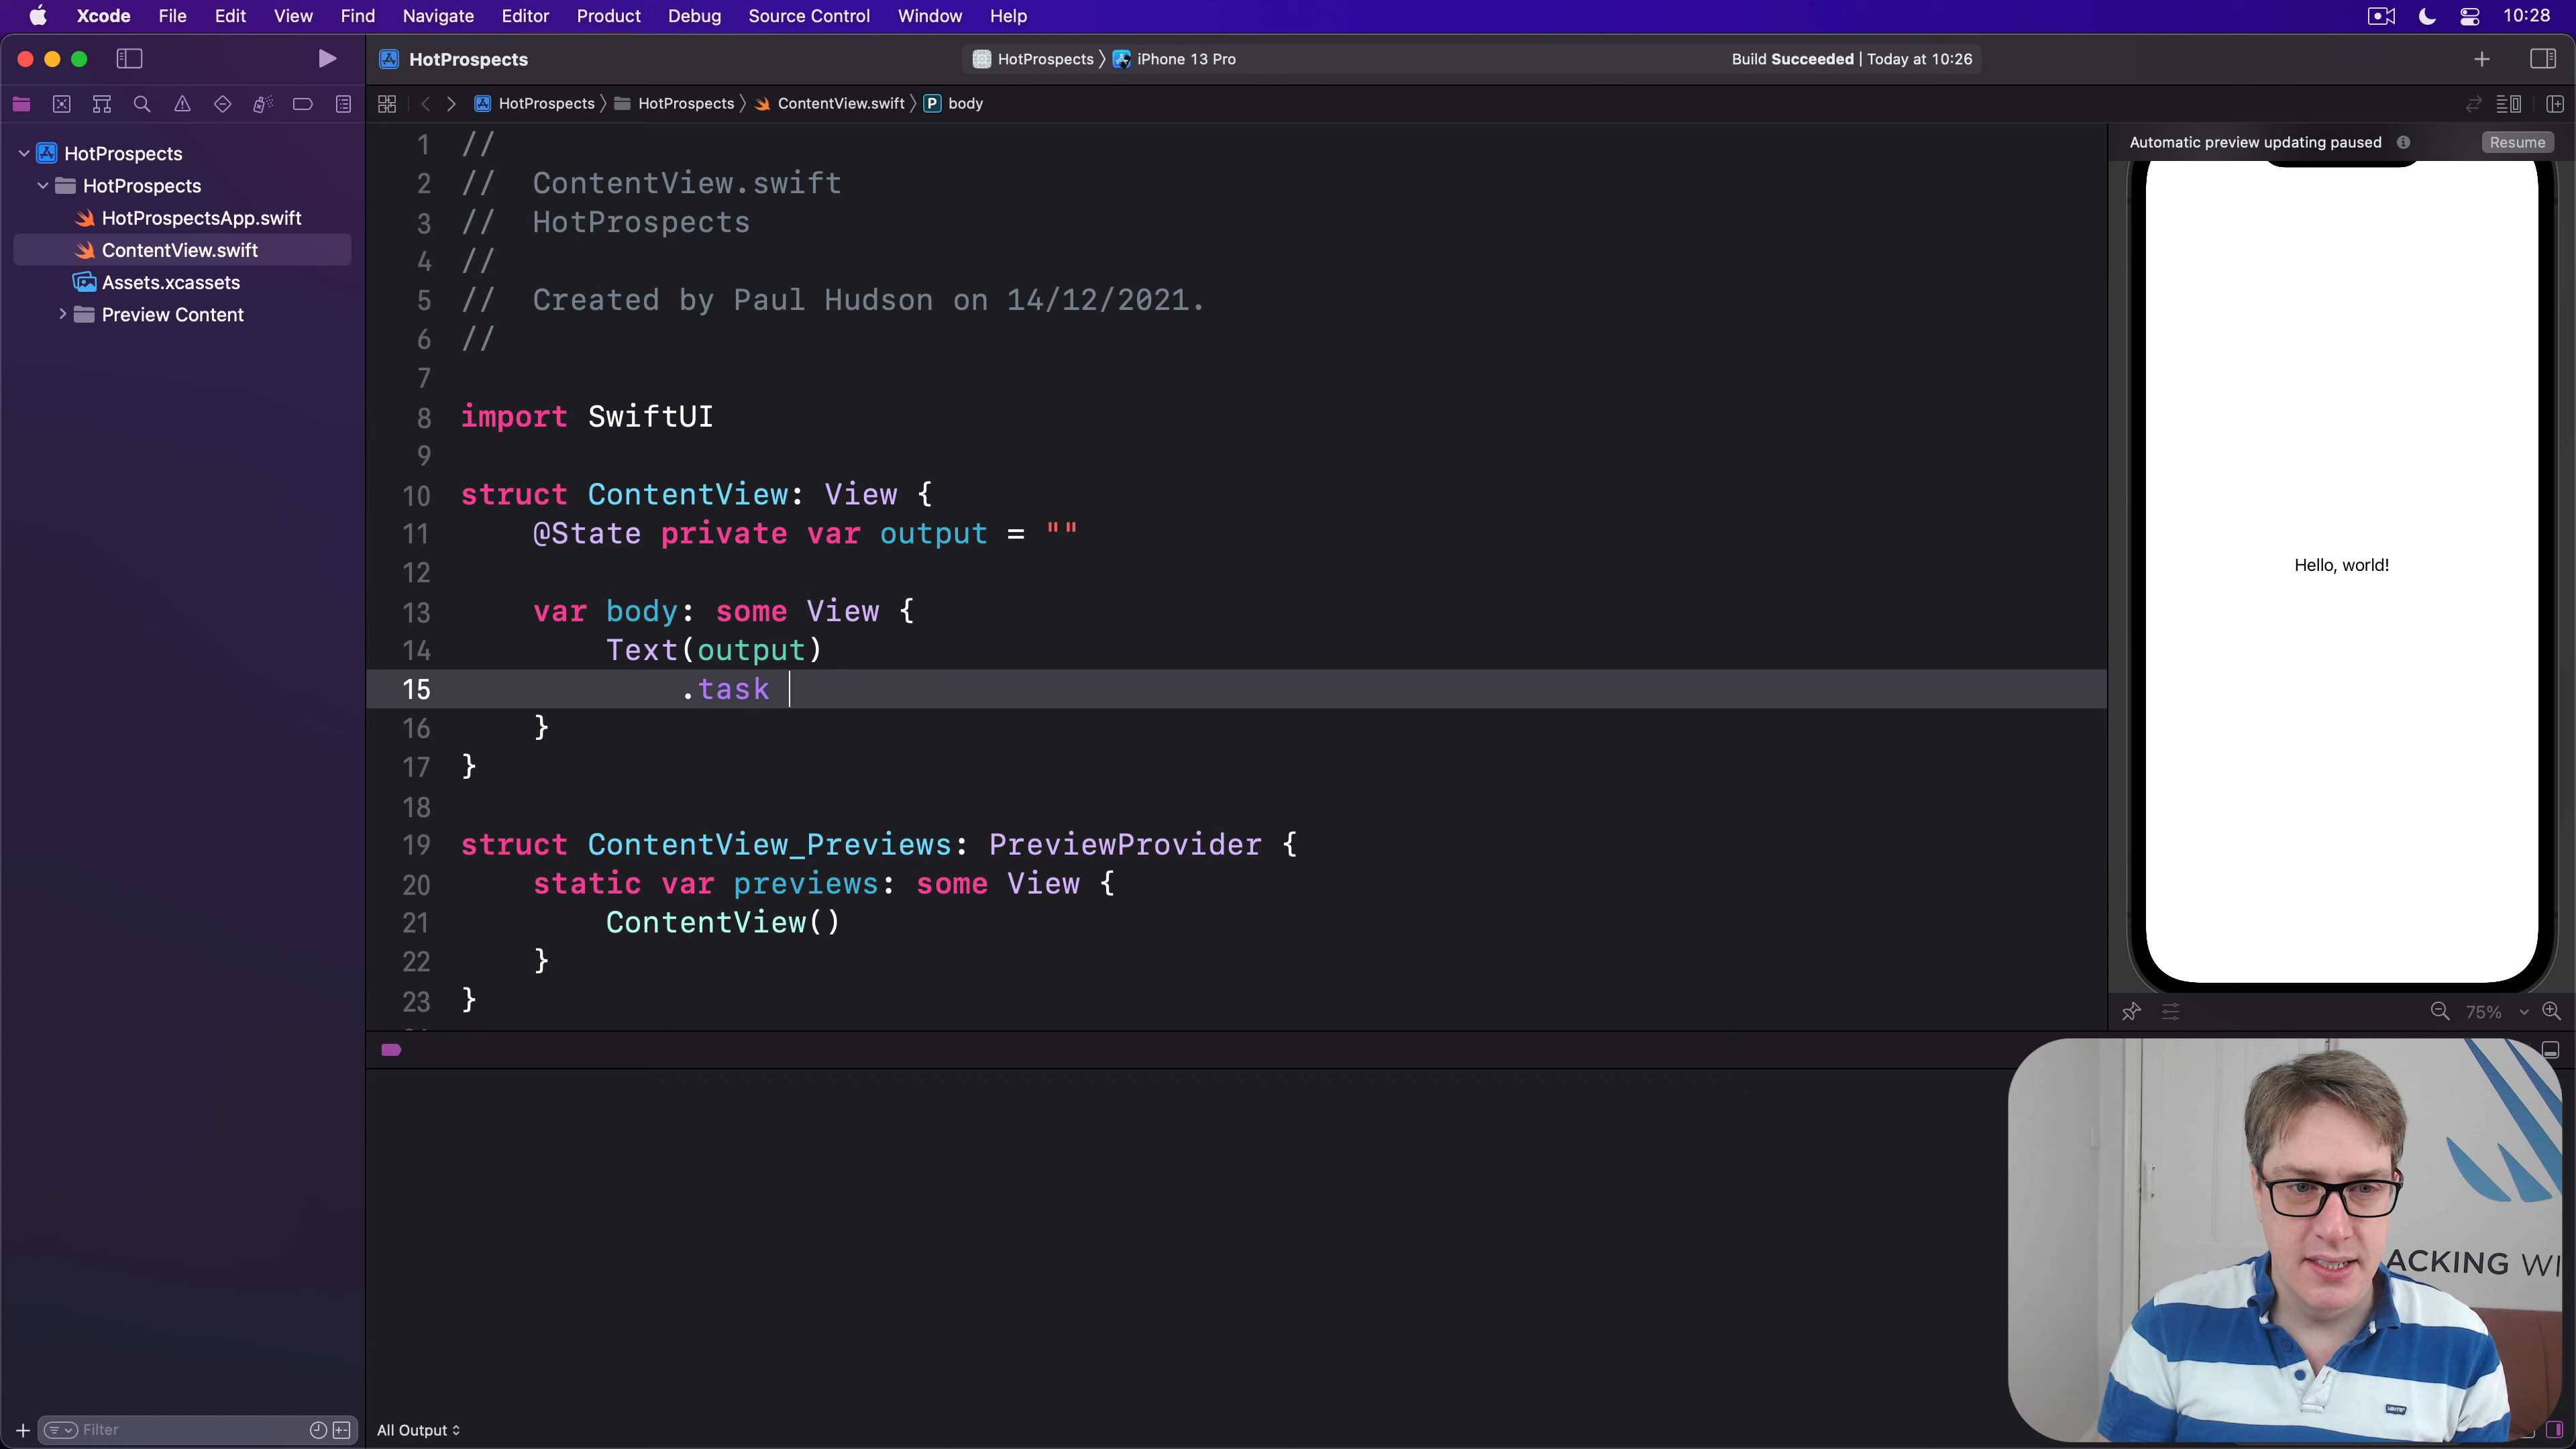 Xcode File Edit View Find Navigate Editor Product Debug Source Control Window Help 10:28
HotProspects HotProspects iPhone 13 Pro Build Succeeded | Today at 10:26
HotProspects HotProspects ContentView.swift P body
HotProspects
HotProspects
HotProspectsApp.swift
ContentView.swift
Assets.xcassets
Preview Content
1 //
2 // ContentView.swift
3 // HotProspects
4 //
5 // Created by Paul Hudson on 14/12/2021.
6 //
7
8 import SwiftUI
9
10 struct ContentView: View {
11 @State private var output = ""
12
13 var body: some View {
14 Text(output)
15 .task
16 }
17 }
18
19 struct ContentView_Previews: PreviewProvider {
20 static var previews: some View {
21 ContentView()
22 }
23 }
Automatic preview updating paused Resume
Hello, world!
75%
ACKING WI
Filter
All Output